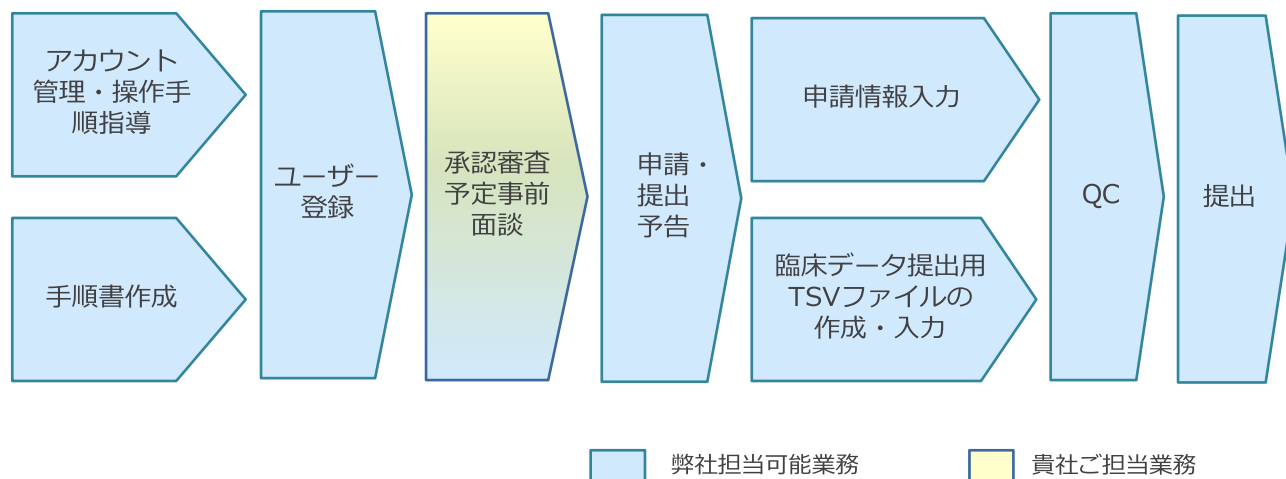 アカウント
管理・操作手
順指導
手順書作成
ユーザー
登録
承認審査
予定事前
面談
申請・
提出
予告
申請情報入力
臨床データ提出用
TSVファイルの
作成・入力
QC
提出
弊社担当可能業務
貴社ご担当業務